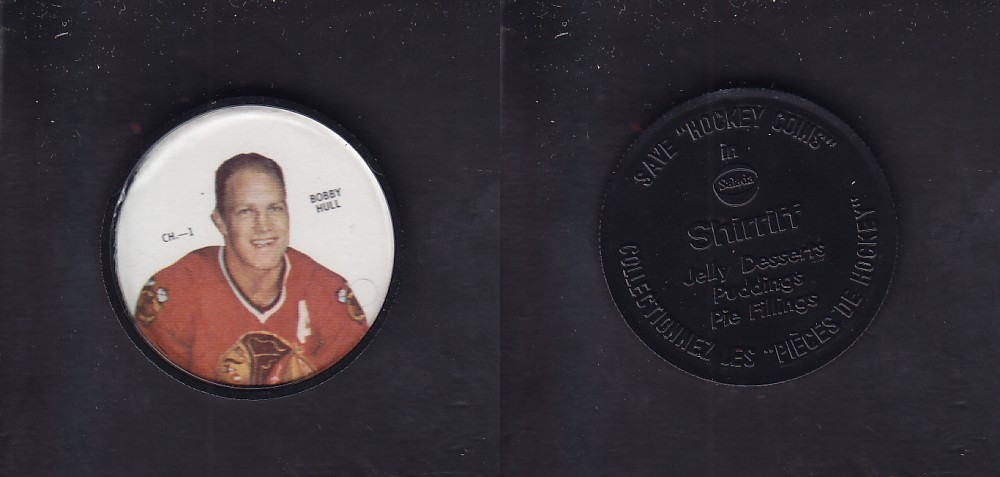 BOBBY
HULL
CH.—1
SAVE "HOCKEY COINS"
in
Salada
Shirriff
Jelly Desserts
Puddings
Pie Fillings
COLLECTIONNEZ LES "PIÈCES DE HOCKEY"